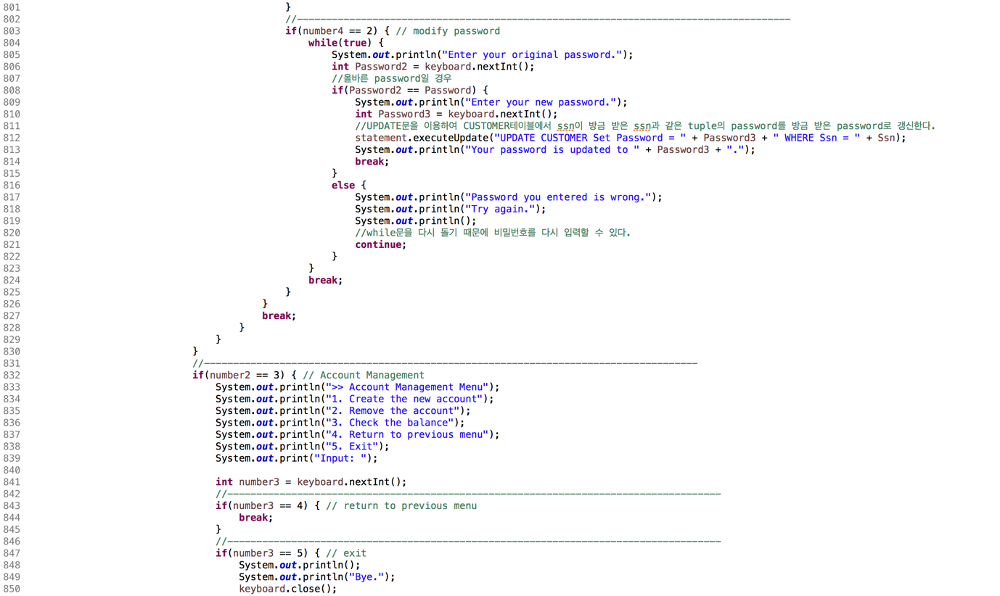 801 }
802 //-------------------------------------------------------------------------------------
803 if(number4 == 2) { // modify password
804 while(true) {
805 System.out.println("Enter your original password.");
806 int Password2 = keyboard.nextInt();
807 //올바른 password일 경우
808 if(Password2 == Password) {
809 System.out.println("Enter your new password.");
810 int Password3 = keyboard.nextInt();
811 //UPDATE문을 이용하여 CUSTOMER테이블에서 ssn이 방금 받은 ssn과 같은 tuple의 password를 방금 받은 password로 갱신한다.
812 statement.executeUpdate("UPDATE CUSTOMER Set Password = " + Password3 + " WHERE Ssn = " + Ssn);
813 System.out.println("Your password is updated to " + Password3 + ".");
814 break;
815 }
816 else {
817 System.out.println("Password you entered is wrong.");
818 System.out.println("Try again.");
819 System.out.println();
820 //while문을 다시 돌기 때문에 비밀번호를 다시 입력할 수 있다.
821 continue;
822 }
823 }
824 break;
825 }
826 }
827 break;
828 }
829 }
830 }
831 //-------------------------------------------------------------------------------------
832 if(number2 == 3) { // Account Management
833 System.out.println(">> Account Management Menu");
834 System.out.println("1. Create the new account");
835 System.out.println("2. Remove the account");
836 System.out.println("3. Check the balance");
837 System.out.println("4. Return to previous menu");
838 System.out.println("5. Exit");
839 System.out.print("Input: ");
840
841 int number3 = keyboard.nextInt();
842 //-------------------------------------------------------------------------------------
843 if(number3 == 4) { // return to previous menu
844 break;
845 }
846 //-------------------------------------------------------------------------------------
847 if(number3 == 5) { // exit
848 System.out.println();
849 System.out.println("Bye.");
850 keyboard.close();